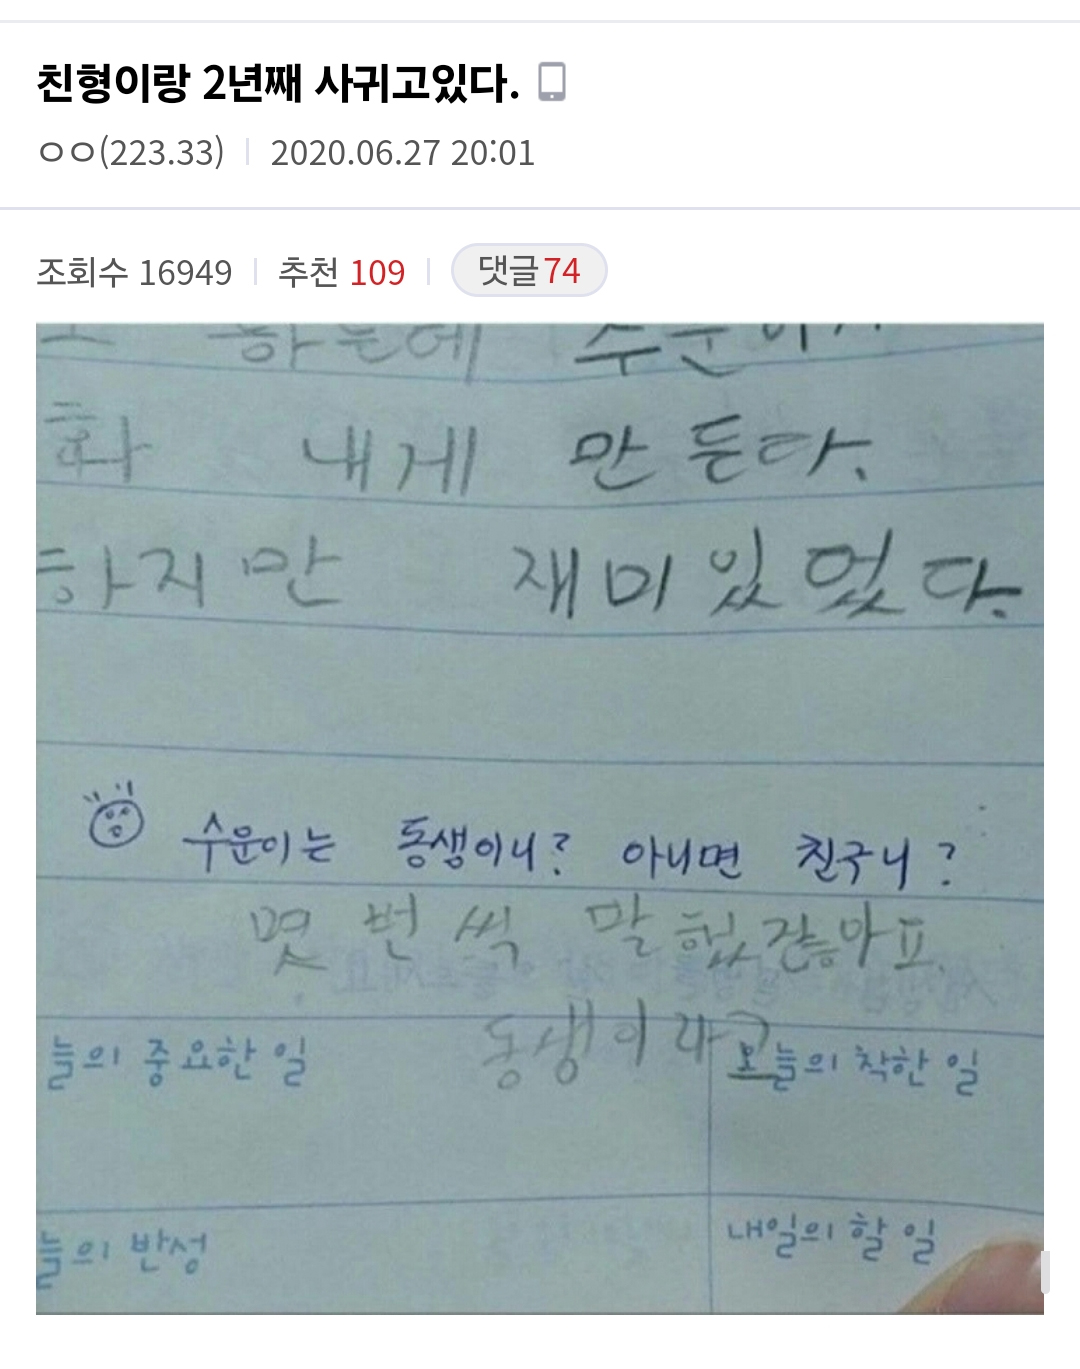 친형이랑 2년째 사귀고있다.
ㅇㅇ(223.33) 2020.06.27 20:01
조회수 16949 추천 109 댓글 74
하는데 수운이가
화 내게 만든다.
하지만 재미있었다.
수운이는 동생이니? 아니면 친구니?
몇 번 씩 말 했잖아요.
동생이라고
늘의 중요한 일 오늘의 착한 일
늘의 반성 내일의 할 일